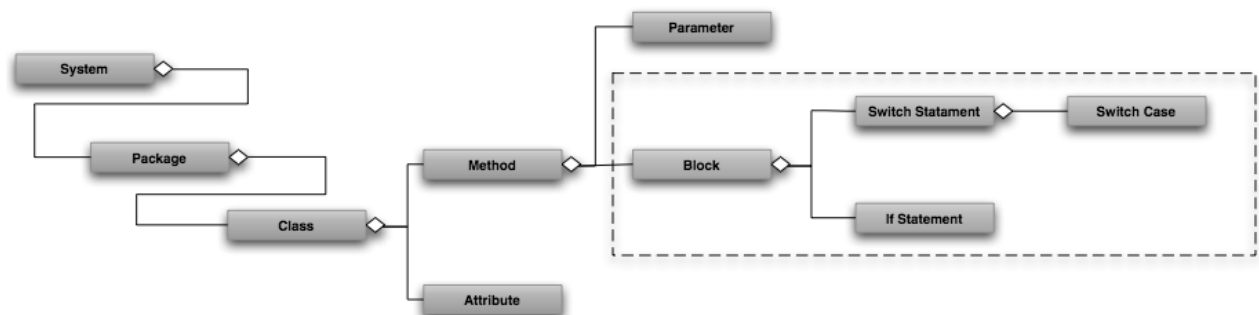 Parameter
System
Switch Statament
Switch Case
Package
Method
Block
Class
If Statement
Attribute